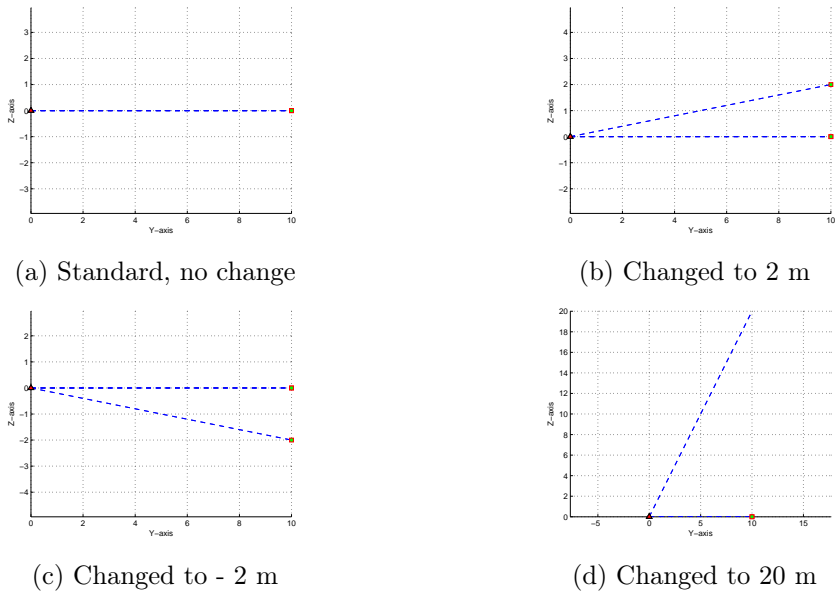 3
2
1
0
−1
−2
−3
Z−axis
0 2 4 6 8 10
Y−axis
(a) Standard, no change
4
3
2
1
0
−1
−2
Z−axis
0 2 4 6 8 10
Y−axis
(b) Changed to 2 m
2
1
0
−1
−2
−3
−4
Z−axis
0 2 4 6 8 10
Y−axis
(c) Changed to - 2 m
20
18
16
14
12
10
8
6
4
2
0
Z−axis
−5 0 5 10 15
Y−axis
(d) Changed to 20 m